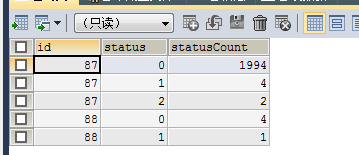 （只读）
id status statusCount
87 0 1994
87 1 4
87 2 2
88 0 4
88 1 1